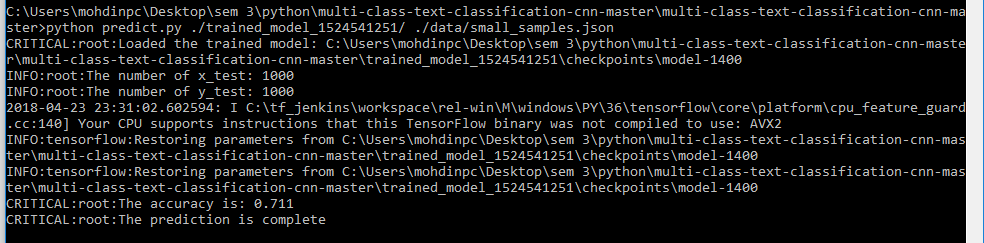 C:\Users\mohdinpc\Desktop\sem 3\python\multi-class-text-classification-cnn-master\multi-class-text-classification-cnn-ma
ster>python predict.py ./trained_model_1524541251/ ./data/small_samples.json
CRITICAL:root:Loaded the trained model: C:\Users\mohdinpc\Desktop\sem 3\python\multi-class-text-classification-cnn-maste
r\multi-class-text-classification-cnn-master\trained_model_1524541251\checkpoints\model-1400
INFO:root:The number of x_test: 1000
INFO:root:The number of y_test: 1000
2018-04-23 23:31:02.602594: I C:\tf_jenkins\workspace\rel-win\M\windows\PY\36\tensorflow\core\platform\cpu_feature_guard
.cc:140] Your CPU supports instructions that this TensorFlow binary was not compiled to use: AVX2
INFO:tensorflow:Restoring parameters from C:\Users\mohdinpc\Desktop\sem 3\python\multi-class-text-classification-cnn-mas
ter\multi-class-text-classification-cnn-master\trained_model_1524541251\checkpoints\model-1400
INFO:tensorflow:Restoring parameters from C:\Users\mohdinpc\Desktop\sem 3\python\multi-class-text-classification-cnn-mas
ter\multi-class-text-classification-cnn-master\trained_model_1524541251\checkpoints\model-1400
CRITICAL:root:The accuracy is: 0.711
CRITICAL:root:The prediction is complete